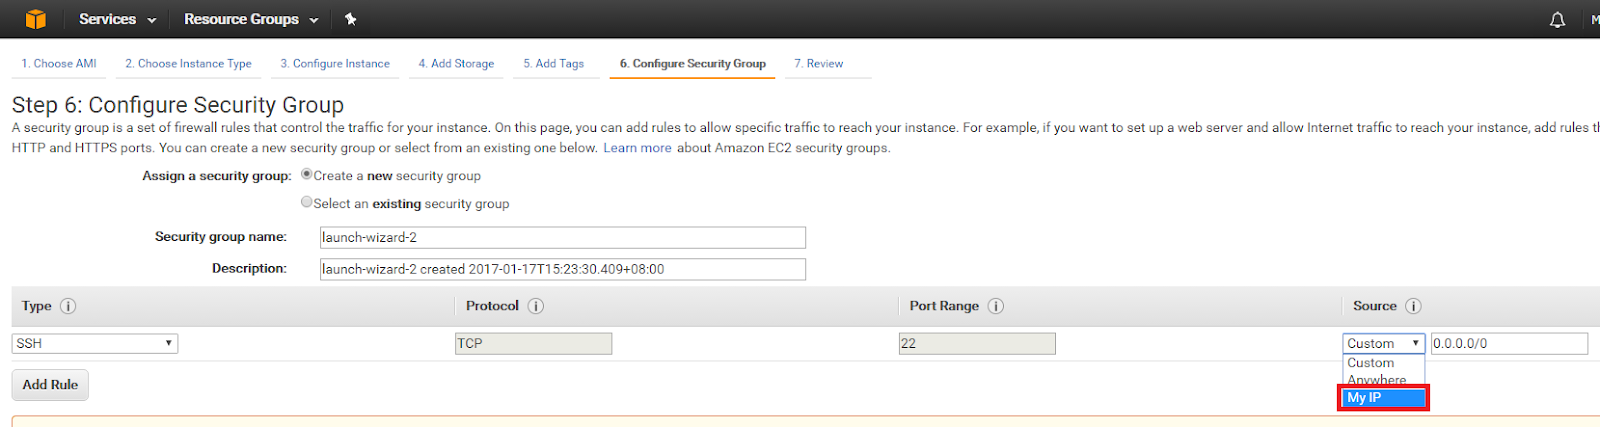 Services Resource Groups M
1. Choose AMI 2. Choose Instance Type 3. Configure Instance 4. Add Storage 5. Add Tags 6. Configure Security Group 7. Review
Step 6: Configure Security Group
A security group is a set of firewall rules that control the traffic for your instance. On this page, you can add rules to allow specific traffic to reach your instance. For example, if you want to set up a web server and allow Internet traffic to reach your instance, add rules th
HTTP and HTTPS ports. You can create a new security group or select from an existing one below. Learn more about Amazon EC2 security groups.
Assign a security group: Create a new security group
Select an existing security group
Security group name: launch-wizard-2
Description: launch-wizard-2 created 2017-01-17T15:23:30.409+08:00
Type i Protocol i Port Range i Source i
SSH TCP 22 Custom 0.0.0.0/0
Custom
Anywhere
My IP
Add Rule